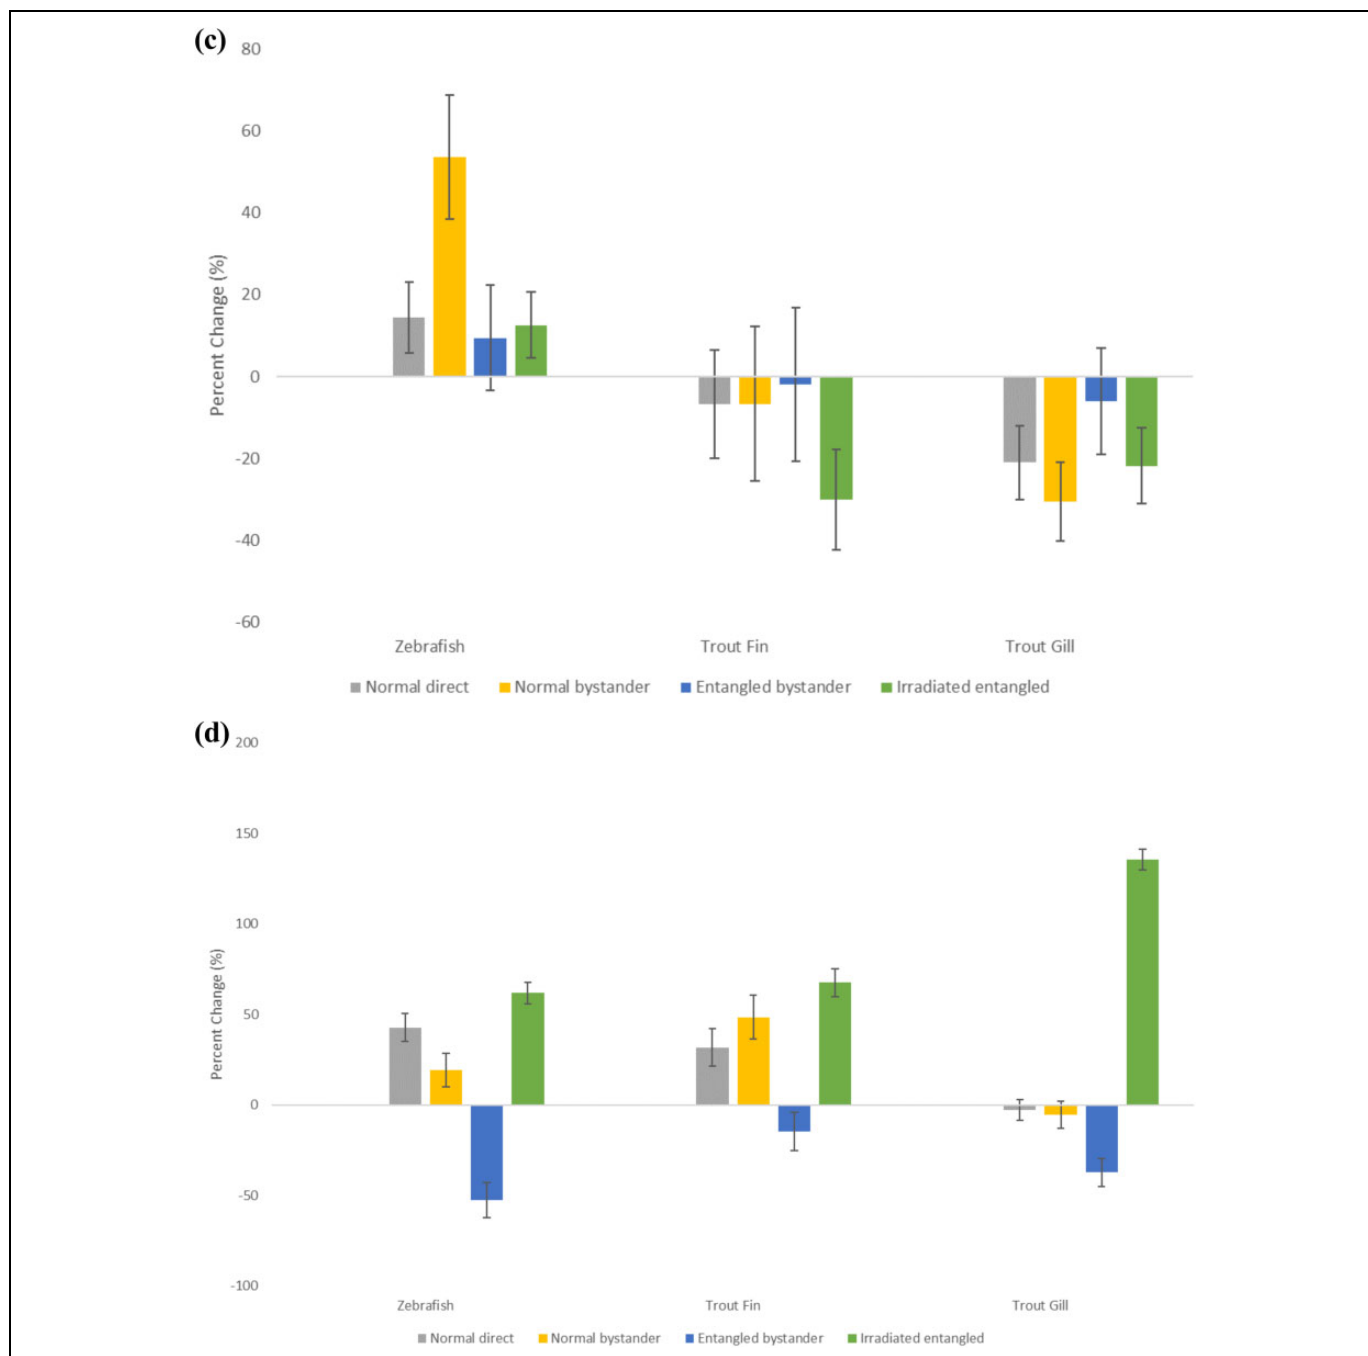 (c)
80
60
40
20
0
-20
-40
-60
Percent Change (%)
Zebrafish Trout Fin Trout Gill
Normal direct Normal bystander Entangled bystander Irradiated entangled
(d)
200
150
100
50
0
-50
-100
Percent Change (%)
Zebrafish Trout Fin Trout Gill
Normal direct Normal bystander Entangled bystander Irradiated entangled